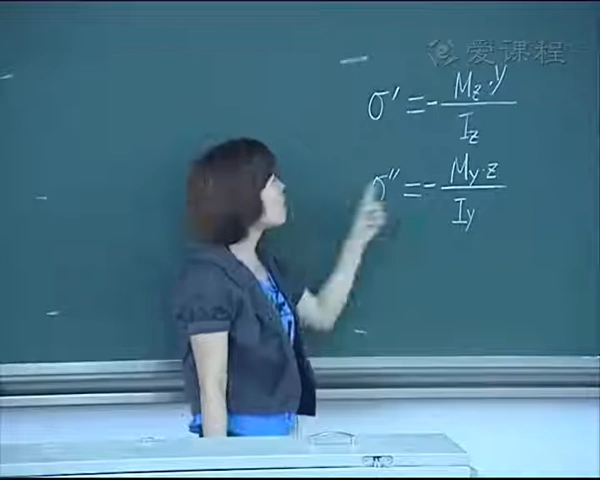 爱课程
σ′ = - Mz·y / Iz
σ″ = - My·z / Iy